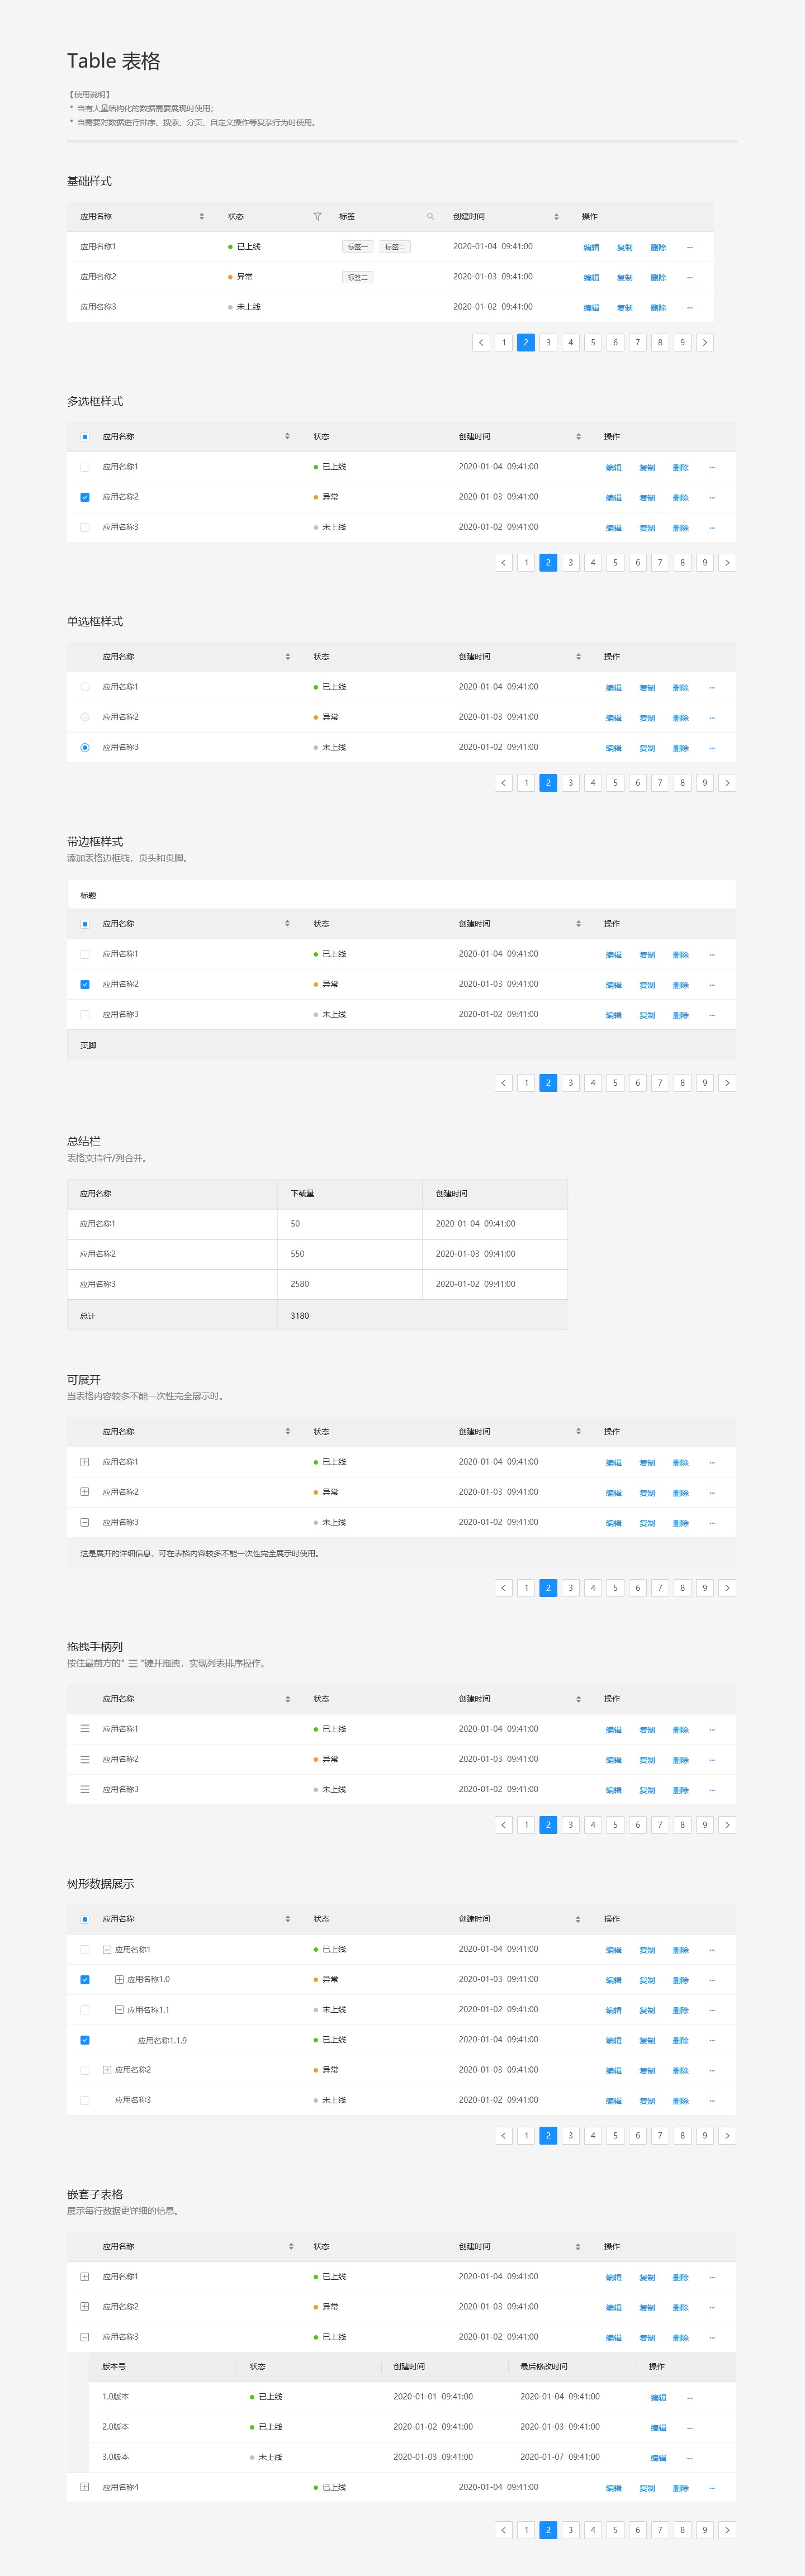 Table 表格
【使用说明】
* 当有大量结构化的数据需要展现时使用；
* 当需要对数据进行排序、搜索、分页、自定义操作等复杂行为时使用。
基础样式
应用名称 状态 标签 创建时间 操作
应用名称1 已上线 标签一 标签二 2020-01-04 09:41:00 编辑 复制 删除 ···
应用名称2 异常 标签二 2020-01-03 09:41:00 编辑 复制 删除 ···
应用名称3 未上线 2020-01-02 09:41:00 编辑 复制 删除 ···
< 1 2 3 4 5 6 7 8 9 >
多选框样式
应用名称 状态 创建时间 操作
应用名称1 已上线 2020-01-04 09:41:00 编辑 复制 删除 ···
应用名称2 异常 2020-01-03 09:41:00 编辑 复制 删除 ···
应用名称3 未上线 2020-01-02 09:41:00 编辑 复制 删除 ···
< 1 2 3 4 5 6 7 8 9 >
单选框样式
应用名称 状态 创建时间 操作
应用名称1 已上线 2020-01-04 09:41:00 编辑 复制 删除 ···
应用名称2 异常 2020-01-03 09:41:00 编辑 复制 删除 ···
应用名称3 未上线 2020-01-02 09:41:00 编辑 复制 删除 ···
< 1 2 3 4 5 6 7 8 9 >
带边框样式
添加表格边框线，页头和页脚。
标题
应用名称 状态 创建时间 操作
应用名称1 已上线 2020-01-04 09:41:00 编辑 复制 删除 ···
应用名称2 异常 2020-01-03 09:41:00 编辑 复制 删除 ···
应用名称3 未上线 2020-01-02 09:41:00 编辑 复制 删除 ···
页脚
< 1 2 3 4 5 6 7 8 9 >
总结栏
表格支持行/列合并。
应用名称 下载量 创建时间
应用名称1 50 2020-01-04 09:41:00
应用名称2 550 2020-01-03 09:41:00
应用名称3 2580 2020-01-02 09:41:00
总计 3180
可展开
当表格内容较多不能一次性完全展示时。
应用名称 状态 创建时间 操作
应用名称1 已上线 2020-01-04 09:41:00 编辑 复制 删除 ···
应用名称2 异常 2020-01-03 09:41:00 编辑 复制 删除 ···
应用名称3 未上线 2020-01-02 09:41:00 编辑 复制 删除 ···
这是展开的详细信息，可在表格内容较多不能一次性完全展示时使用。
< 1 2 3 4 5 6 7 8 9 >
拖拽手柄列
按住最前方的“ 三 ”键并拖拽，实现列表排序操作。
应用名称 状态 创建时间 操作
应用名称1 已上线 2020-01-04 09:41:00 编辑 复制 删除 ···
应用名称2 异常 2020-01-03 09:41:00 编辑 复制 删除 ···
应用名称3 未上线 2020-01-02 09:41:00 编辑 复制 删除 ···
< 1 2 3 4 5 6 7 8 9 >
树形数据展示
应用名称 状态 创建时间 操作
应用名称1 已上线 2020-01-04 09:41:00 编辑 复制 删除 ···
应用名称1.0 异常 2020-01-03 09:41:00 编辑 复制 删除 ···
应用名称1.1 未上线 2020-01-02 09:41:00 编辑 复制 删除 ···
应用名称1.1.9 已上线 2020-01-04 09:41:00 编辑 复制 删除 ···
应用名称2 异常 2020-01-03 09:41:00 编辑 复制 删除 ···
应用名称3 未上线 2020-01-02 09:41:00 编辑 复制 删除 ···
< 1 2 3 4 5 6 7 8 9 >
嵌套子表格
展示每行数据更详细的信息。
应用名称 状态 创建时间 操作
应用名称1 已上线 2020-01-04 09:41:00 编辑 复制 删除 ···
应用名称2 异常 2020-01-03 09:41:00 编辑 复制 删除 ···
应用名称3 已上线 2020-01-02 09:41:00 编辑 复制 删除 ···
版本号 状态 创建时间 最后修改时间 操作
1.0版本 已上线 2020-01-01 09:41:00 2020-01-04 09:41:00 编辑 ···
2.0版本 已上线 2020-01-02 09:41:00 2020-01-03 09:41:00 编辑 ···
3.0版本 未上线 2020-01-03 09:41:00 2020-01-07 09:41:00 编辑 ···
应用名称4 已上线 2020-01-04 09:41:00 编辑 复制 删除 ···
< 1 2 3 4 5 6 7 8 9 >